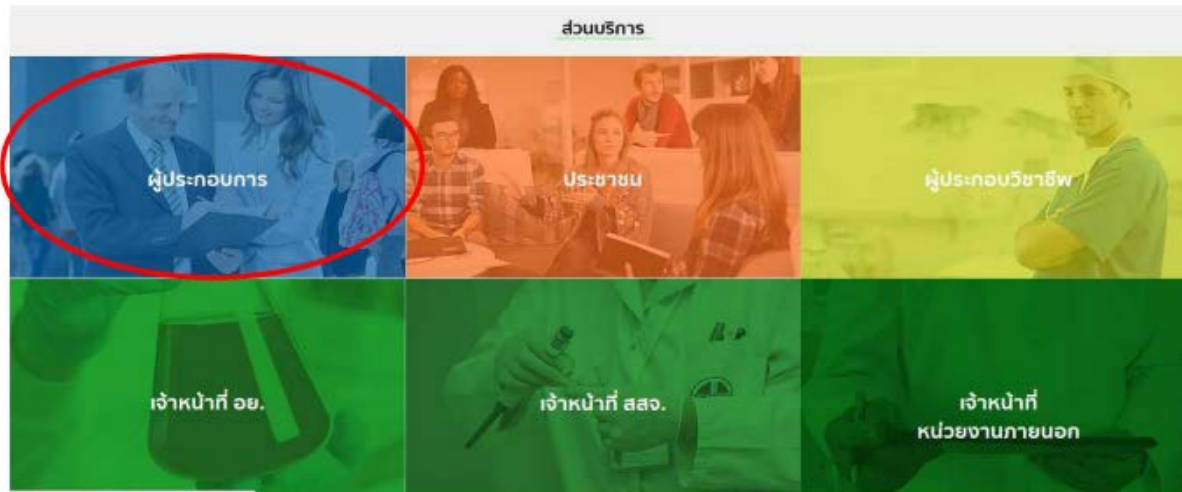 ส่วนบริการ
ผู้ประกอบการ
ประชาชน
ผู้ประกอบวิชาชีพ
เจ้าหน้าที่ อย.
เจ้าหน้าที่ สสจ.
เจ้าหน้าที่
หน่วยงานภายนอก